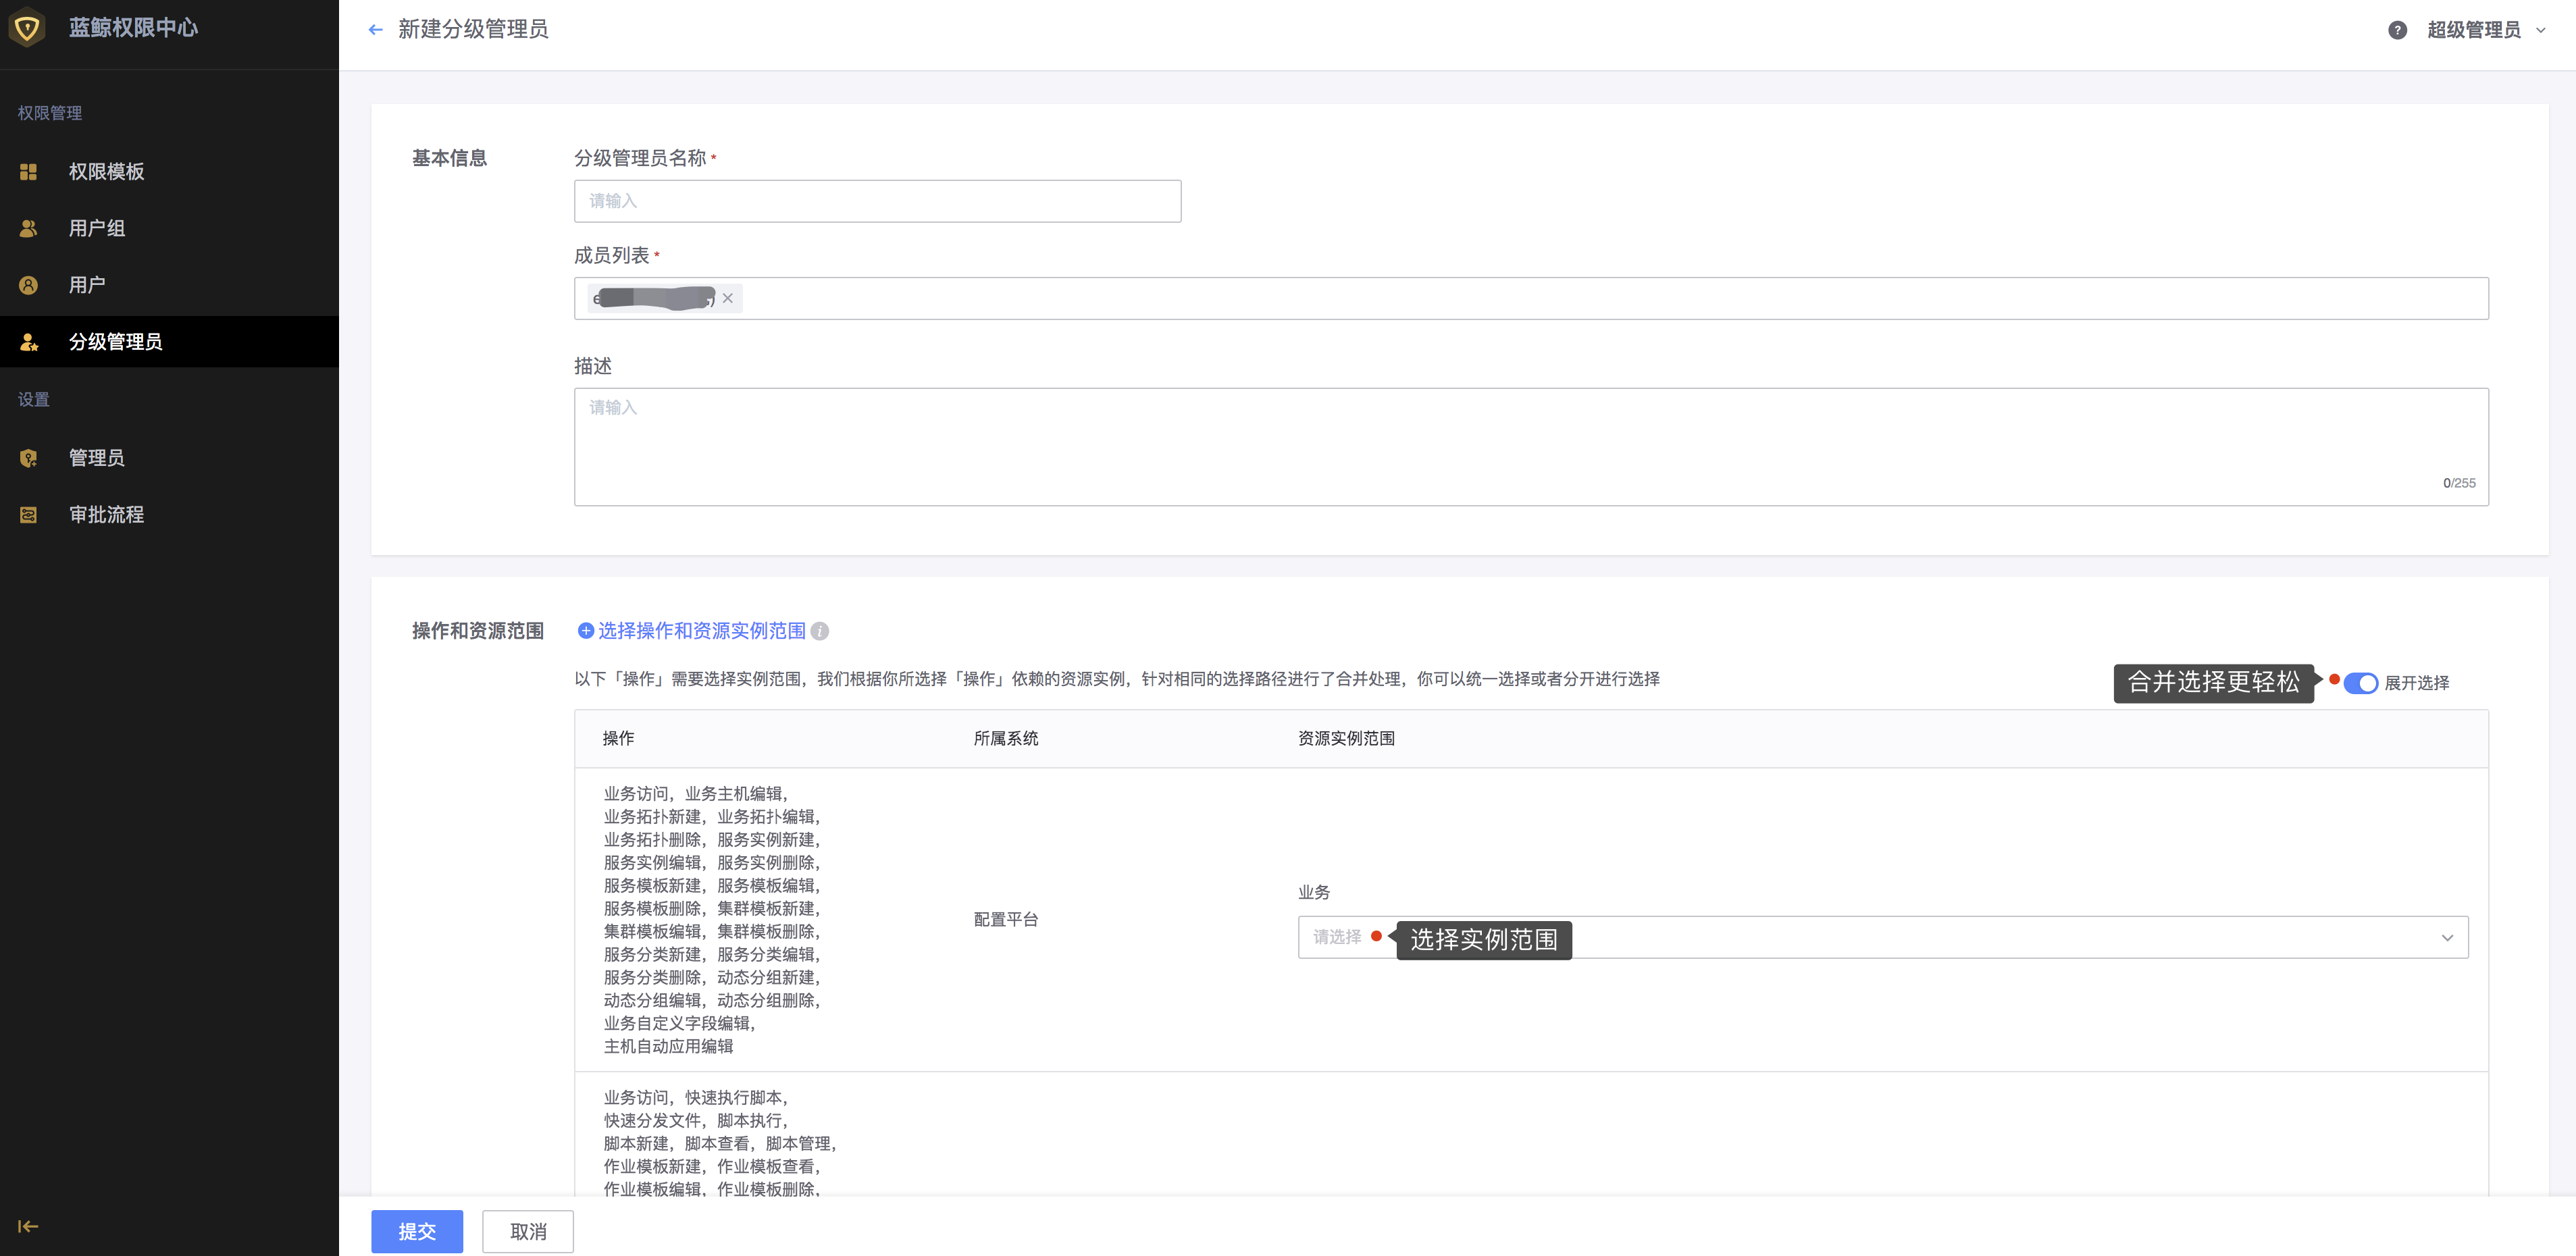 蓝鲸权限中心
新建分级管理员
超级管理员
权限管理
权限模板
用户组
用户
分级管理员
设置
管理员
审批流程
基本信息
分级管理员名称 *
请输入
成员列表 *
描述
请输入
0/255
操作和资源范围
选择操作和资源实例范围
以下「操作」需要选择实例范围，我们根据你所选择「操作」依赖的资源实例，针对相同的选择路径进行了合并处理，你可以统一选择或者分开进行选择
合并选择更轻松
展开选择
操作 所属系统 资源实例范围
业务访问，业务主机编辑，
业务拓扑新建，业务拓扑编辑，
业务拓扑删除，服务实例新建，
服务实例编辑，服务实例删除，
服务模板新建，服务模板编辑，
服务模板删除，集群模板新建，
集群模板编辑，集群模板删除，
服务分类新建，服务分类编辑，
服务分类删除，动态分组新建，
动态分组编辑，动态分组删除，
业务自定义字段编辑，
主机自动应用编辑
配置平台
业务
请选择
选择实例范围
业务访问，快速执行脚本，
快速分发文件，脚本执行，
脚本新建，脚本查看，脚本管理，
作业模板新建，作业模板查看，
作业模板编辑，作业模板删除，
提交
取消